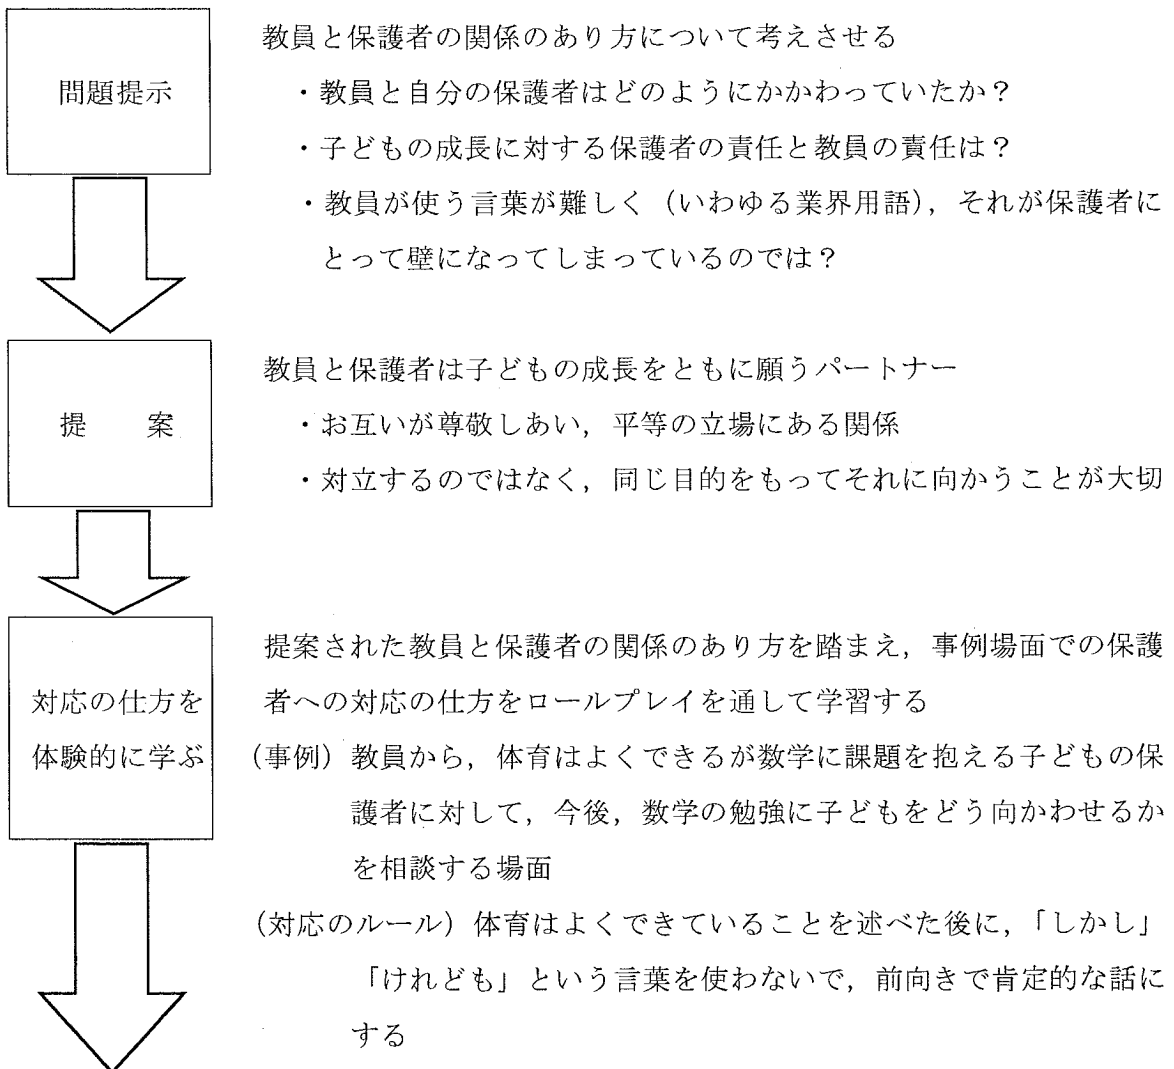 問題提示
教員と保護者の関係のあり方について考えさせる
・教員と自分の保護者はどのようにかかわっていたか？
・子どもの成長に対する保護者の責任と教員の責任は？
・教員が使う言葉が難しく（いわゆる業界用語），それが保護者に
とって壁になってしまっているのでは？
提　案
教員と保護者は子どもの成長をともに願うパートナー
・お互いが尊敬しあい，平等の立場にある関係
・対立するのではなく，同じ目的をもってそれに向かうことが大切
対応の仕方を
体験的に学ぶ
提案された教員と保護者の関係のあり方を踏まえ，事例場面での保護
者への対応の仕方をロールプレイを通して学習する
（事例）教員から，体育はよくできるが数学に課題を抱える子どもの保
護者に対して，今後，数学の勉強に子どもをどう向かわせるか
を相談する場面
（対応のルール）体育はよくできていることを述べた後に，「しかし」
「けれども」という言葉を使わないで，前向きで肯定的な話に
する